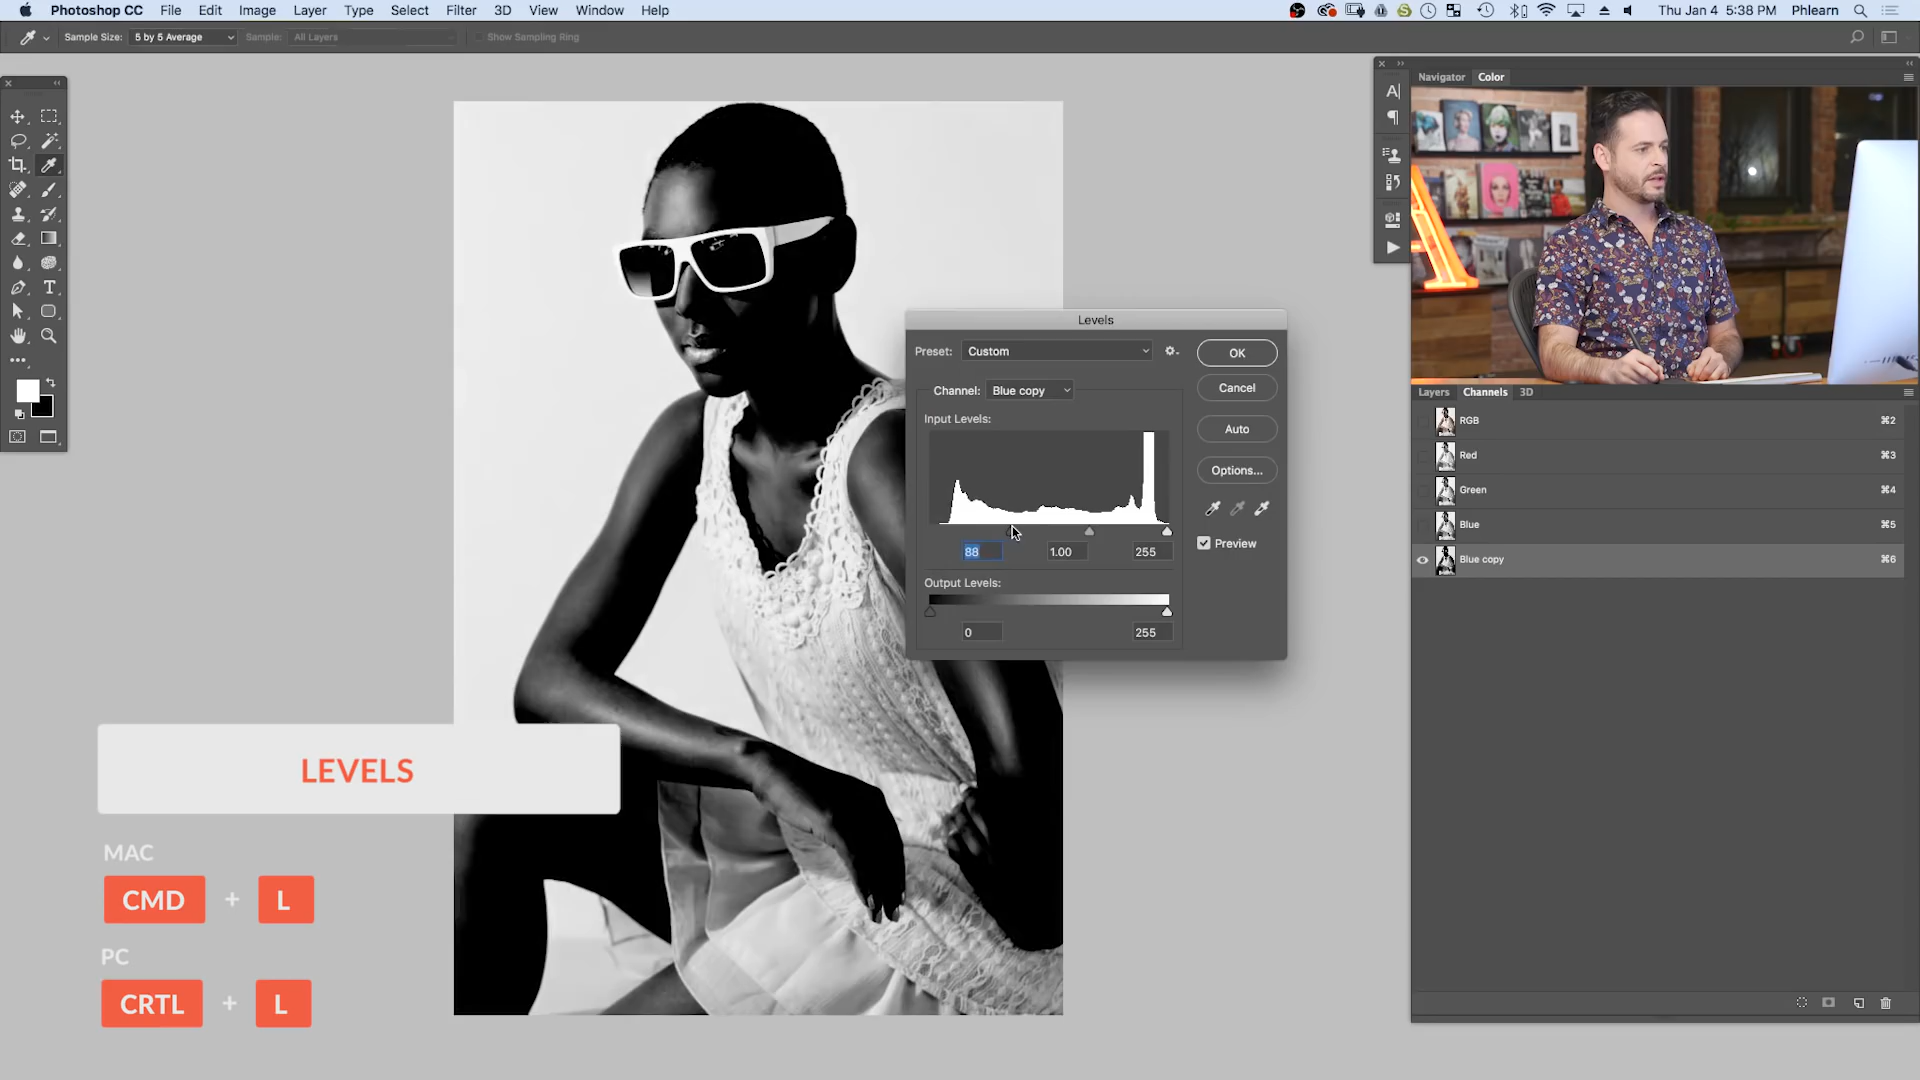 Photoshop CC File Edit Image Layer Type Select Filter 3D View Window Help Thu Jan 4 5:38 PM Phlearn
Sample Size: 5 by 5 Average Sample: All Layers Show Sampling Ring
Navigator Color
Levels
Preset: Custom
OK
Channel: Blue copy
Cancel
Input Levels:
Auto
Options...
88 1.00 255
Preview
Output Levels:
0 255
Layers Channels 3D
RGB ⌘2
Red ⌘3
Green ⌘4
Blue ⌘5
Blue copy ⌘6
LEVELS
MAC
CMD + L
PC
CRTL + L